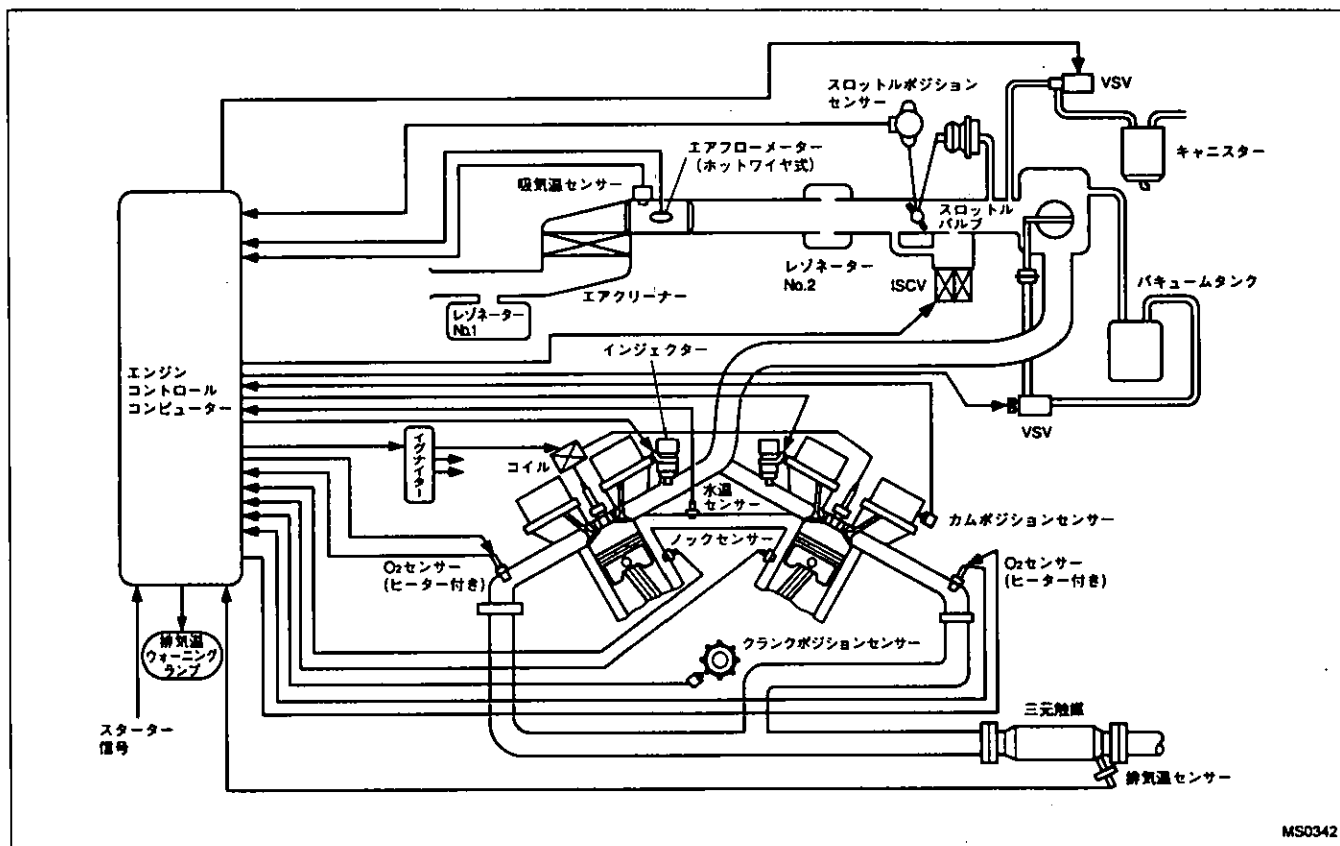 VSV
スロットルポジション
センサー
エアフローメーター
(ホットワイヤ式)
キャニスター
吸気温センサー
スロットル
バルブ
レゾネーター
No.2
ISCV
バキュームタンク
エアクリーナー
レゾネーター
No.1
インジェクター
エンジン
コントロール
コンピューター
VSV
イグナイター
コイル
水温
センサー
カムポジションセンサー
ノックセンサー
O₂センサー
(ヒーター付き)
O₂センサー
(ヒーター付き)
クランクポジションセンサー
排気温
ウォーニング
ランプ
スターター
信号
三元触媒
排気温センサー
MS0342